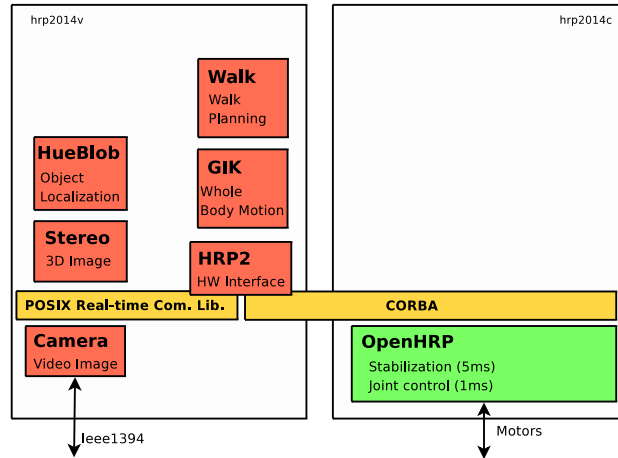 hrp2014v
hrp2014c
Walk
Walk
Planning
HueBlob
Object
Localization
GIK
Whole
Body Motion
Stereo
3D Image
HRP2
HW Interface
POSIX Real-time Com. Lib.
CORBA
Camera
Video Image
OpenHRP
Stabilization (5ms)
Joint control (1ms)
Ieee1394
Motors